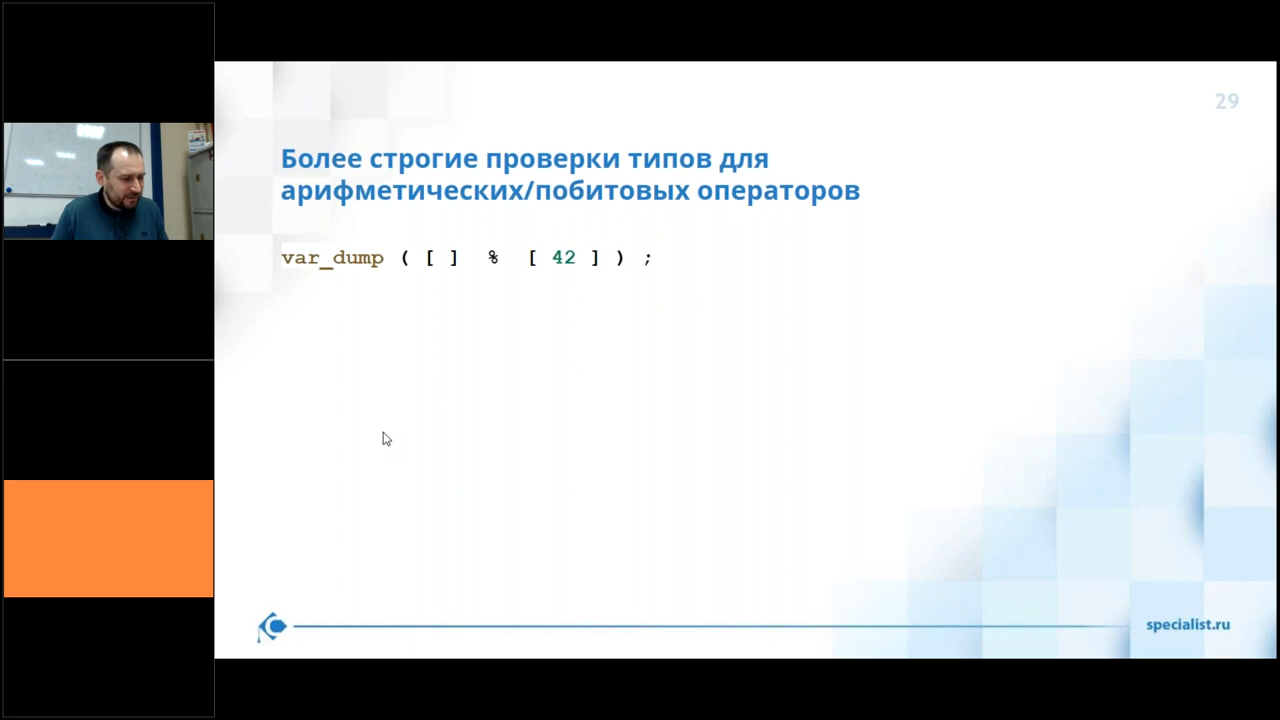 29
Более строгие проверки типов для
арифметических/побитовых операторов
var_dump ( [ ] % [ 42 ] ) ;
specialist.ru